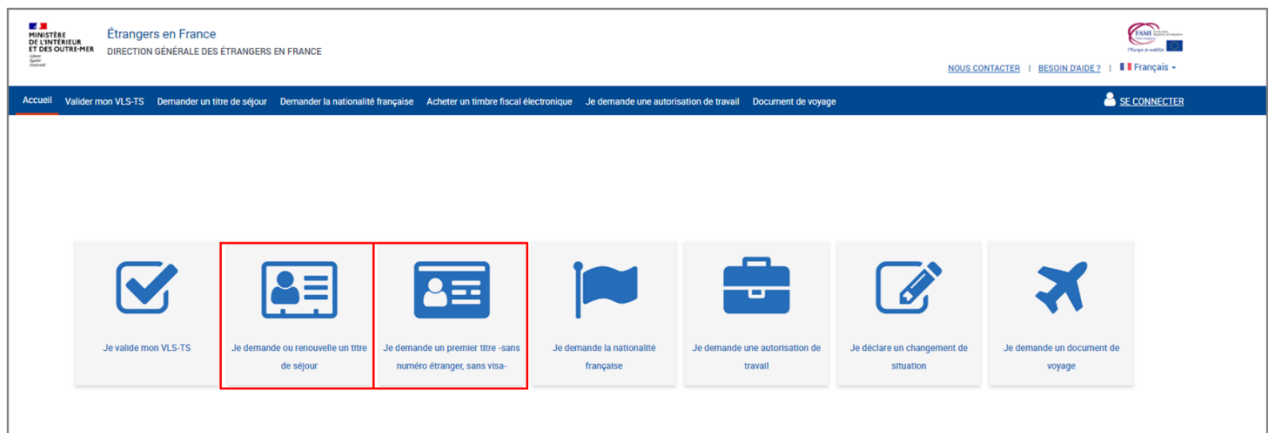 MINISTÈRE
DE L'INTÉRIEUR
ET DES OUTRE-MER
Liberté
Égalité
Fraternité
Étrangers en France
DIRECTION GÉNÉRALE DES ÉTRANGERS EN FRANCE
FAMI
NOUS CONTACTER | BESOIN D'AIDE ? | Français
Accueil Valider mon VLS-TS Demander un titre de séjour Demander la nationalité française Acheter un timbre fiscal électronique Je demande une autorisation de travail Document de voyage SE CONNECTER
Je valide mon VLS-TS
Je demande ou renouvelle un titre
de séjour
Je demande un premier titre -sans
numéro étranger, sans visa-
Je demande la nationalité
française
Je demande une autorisation de
travail
Je déclare un changement de
situation
Je demande un document de
voyage